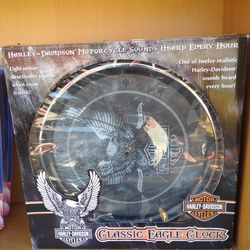 Harley-Davidson Motorcycle Sounds Heard Every Hour
Light sensor
deactivates sounds
when room
is dark!
One of twelve realistic
Harley-Davidson
sounds heard
every hour!
MOTOR
HARLEY-DAVIDSON
CYCLES
MOTOR
HARLEY-DAVIDSON
CYCLES
Classic Eagle Clock